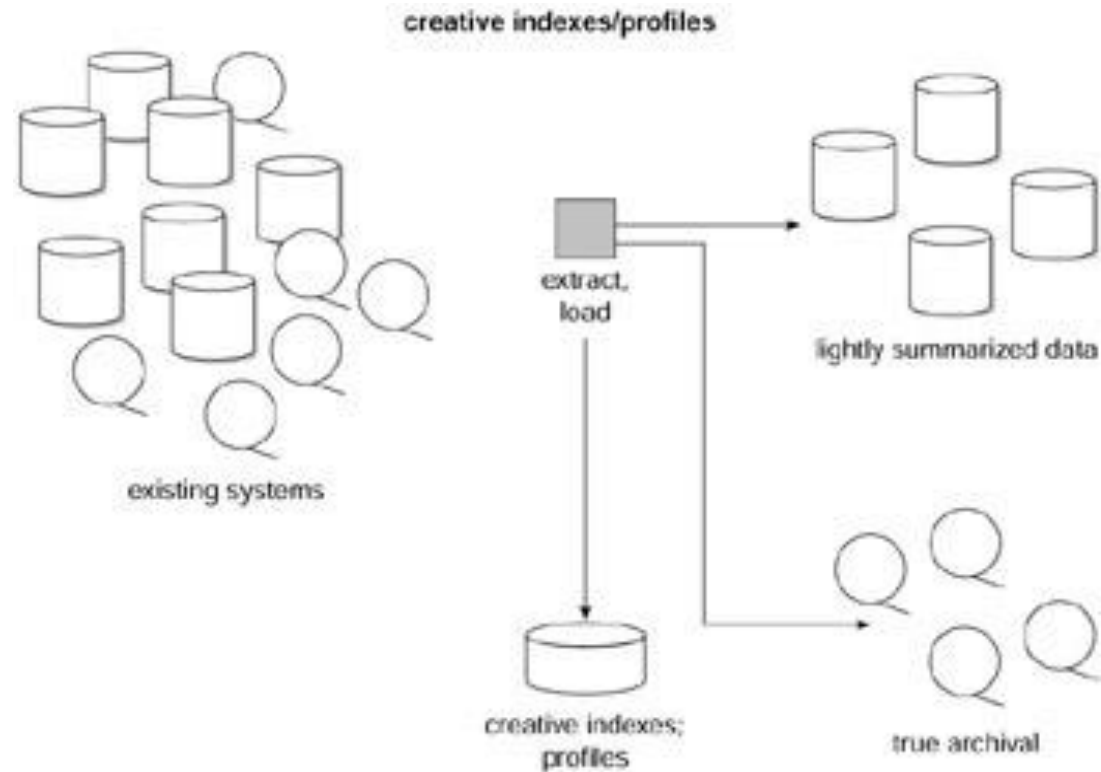 creative indexes/profiles
extract,
load
lightly summarized data
existing systems
creative indexes;
profiles
true archival